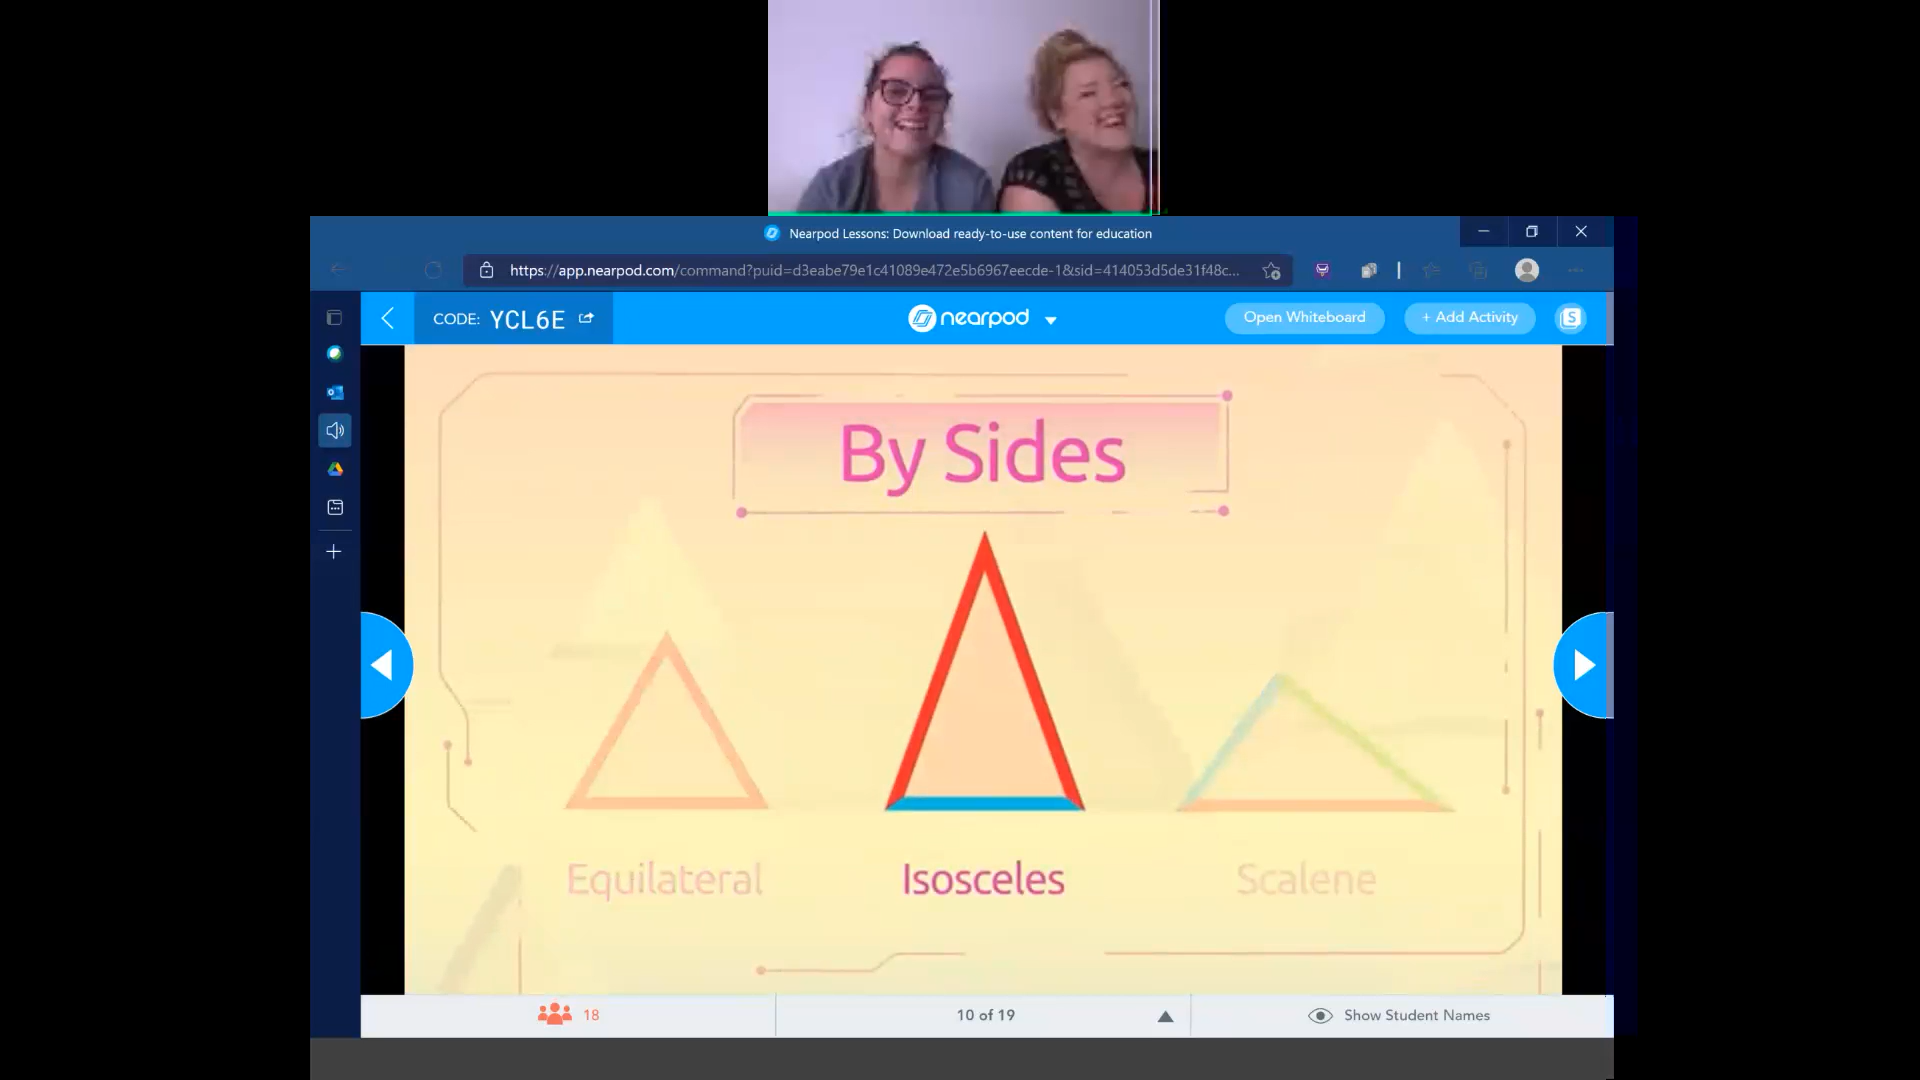 Nearpod Lessons: Download ready-to-use content for education
https://app.nearpod.com/command?puid=d3eabe79e1c41089e472e5b6967eecde-1&sid=414053d5de31f48c...
CODE: YCL6E
nearpod
Open Whiteboard
+ Add Activity
S
By Sides
Equilateral
Isosceles
Scalene
18
10 of 19
Show Student Names